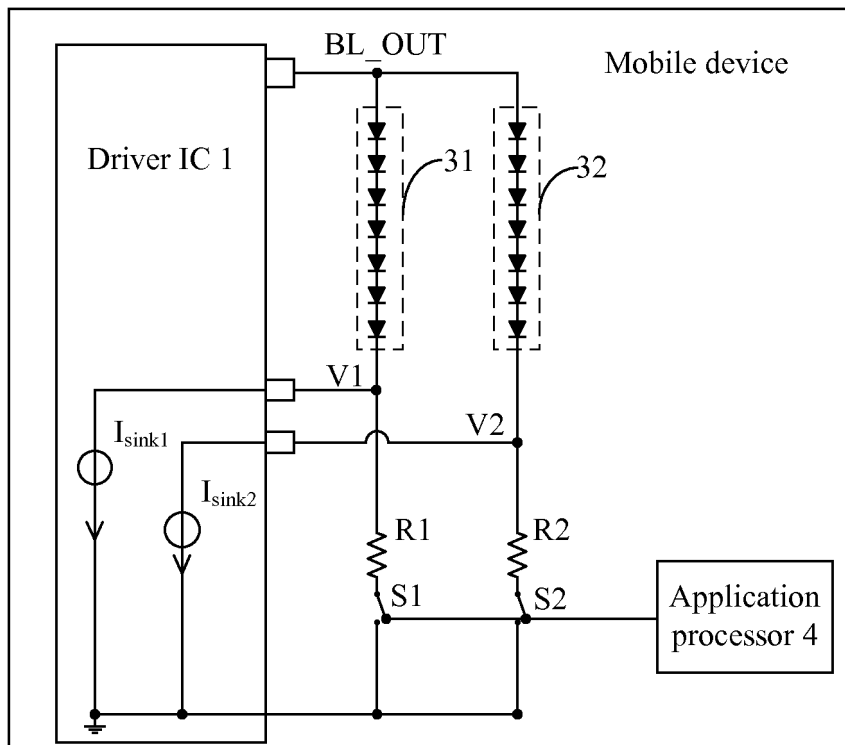 BL_OUT
Mobile device
Driver IC 1
31
32
V1
V2
Isink1
Isink2
R1
R2
S1
S2
Application
processor 4